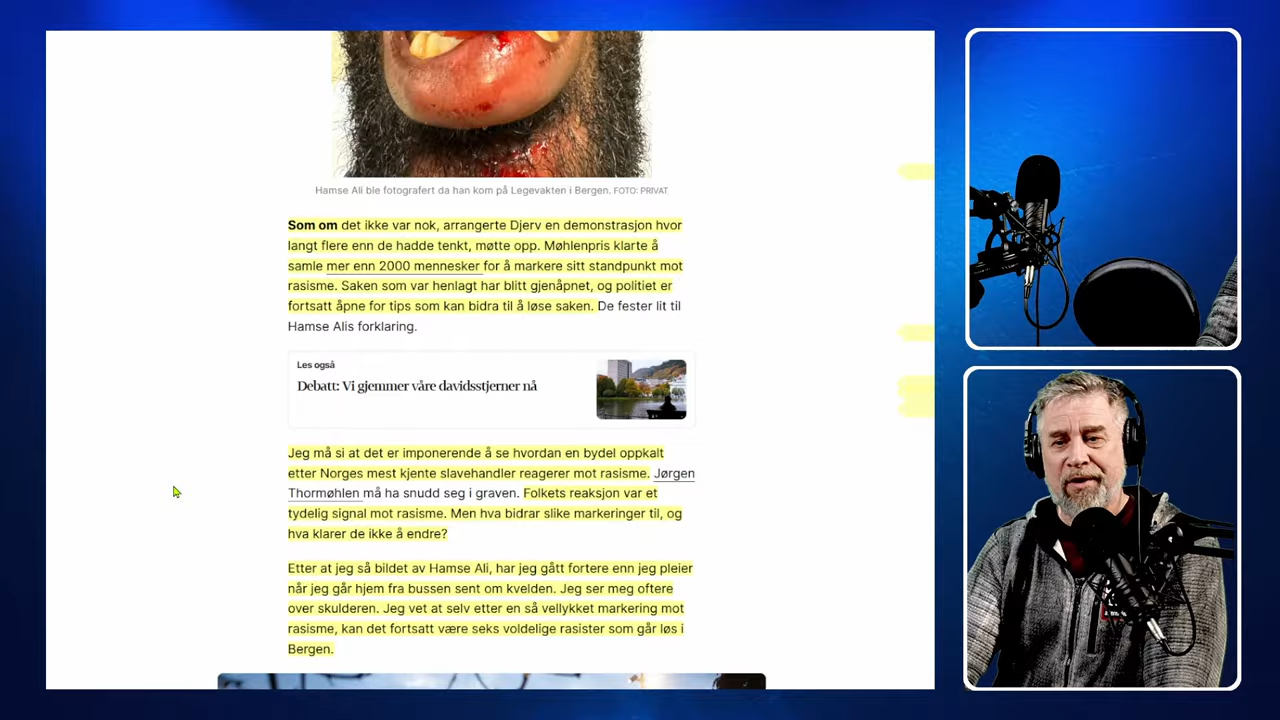 Hamse Ali ble fotografert da han kom på Legevakten i Bergen. FOTO: PRIVAT
Som om det ikke var nok, arrangerte Djerv en demonstrasjon hvor
langt flere enn de hadde tenkt, møtte opp. Møhlenpris klarte å
samle mer enn 2000 mennesker for å markere sitt standpunkt mot
rasisme. Saken som var henlagt har blitt gjenåpnet, og politiet er
fortsatt åpne for tips som kan bidra til å løse saken. De fester lit til
Hamse Alis forklaring.
Les også
Debatt: Vi gjemmer våre davidsstjerner nå
Jeg må si at det er imponerende å se hvordan en bydel oppkalt
etter Norges mest kjente slavehandler reagerer mot rasisme. Jørgen
Thormøhlen må ha snudd seg i graven. Folkets reaksjon var et
tydelig signal mot rasisme. Men hva bidrar slike markeringer til, og
hva klarer de ikke å endre?
Etter at jeg så bildet av Hamse Ali, har jeg gått fortere enn jeg pleier
når jeg går hjem fra bussen sent om kvelden. Jeg ser meg oftere
over skulderen. Jeg vet at selv etter en så vellykket markering mot
rasisme, kan det fortsatt være seks voldelige rasister som går løs i
Bergen.